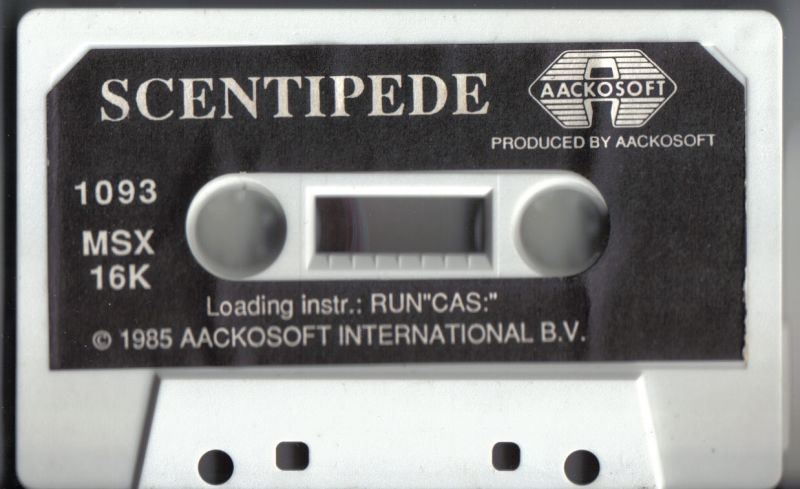 SCENTIPEDE
AACKOSOFT
PRODUCED BY AACKOSOFT
1093
MSX
16K
Loading instr.: RUN"CAS:"
© 1985 AACKOSOFT INTERNATIONAL B.V.